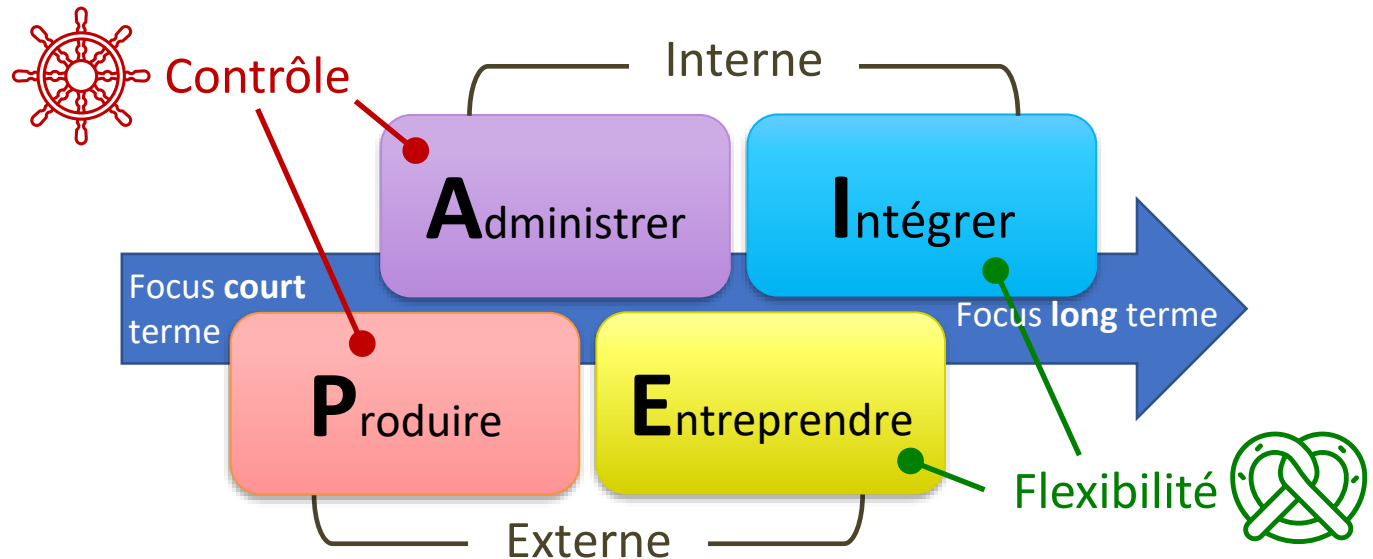 Interne
Contrôle
Administrer
Intégrer
Focus court
terme
Focus long terme
Produire
Entreprendre
Flexibilité
Externe